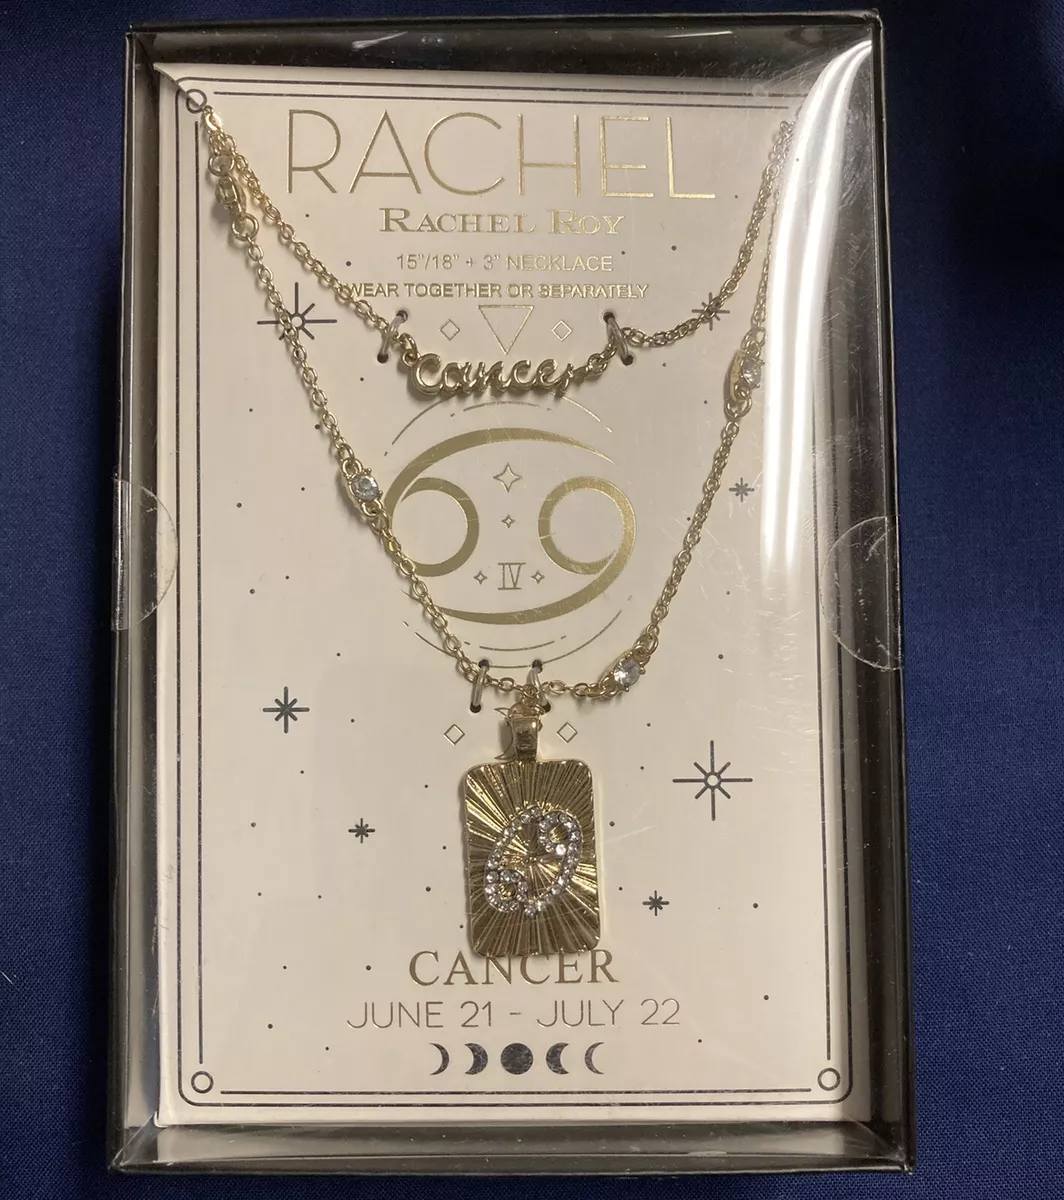 RACHEL
RACHEL ROY
15"/18" + 3" NECKLACE
WEAR TOGETHER OR SEPARATELY
cancer
IV
CANCER
JUNE 21 - JULY 22